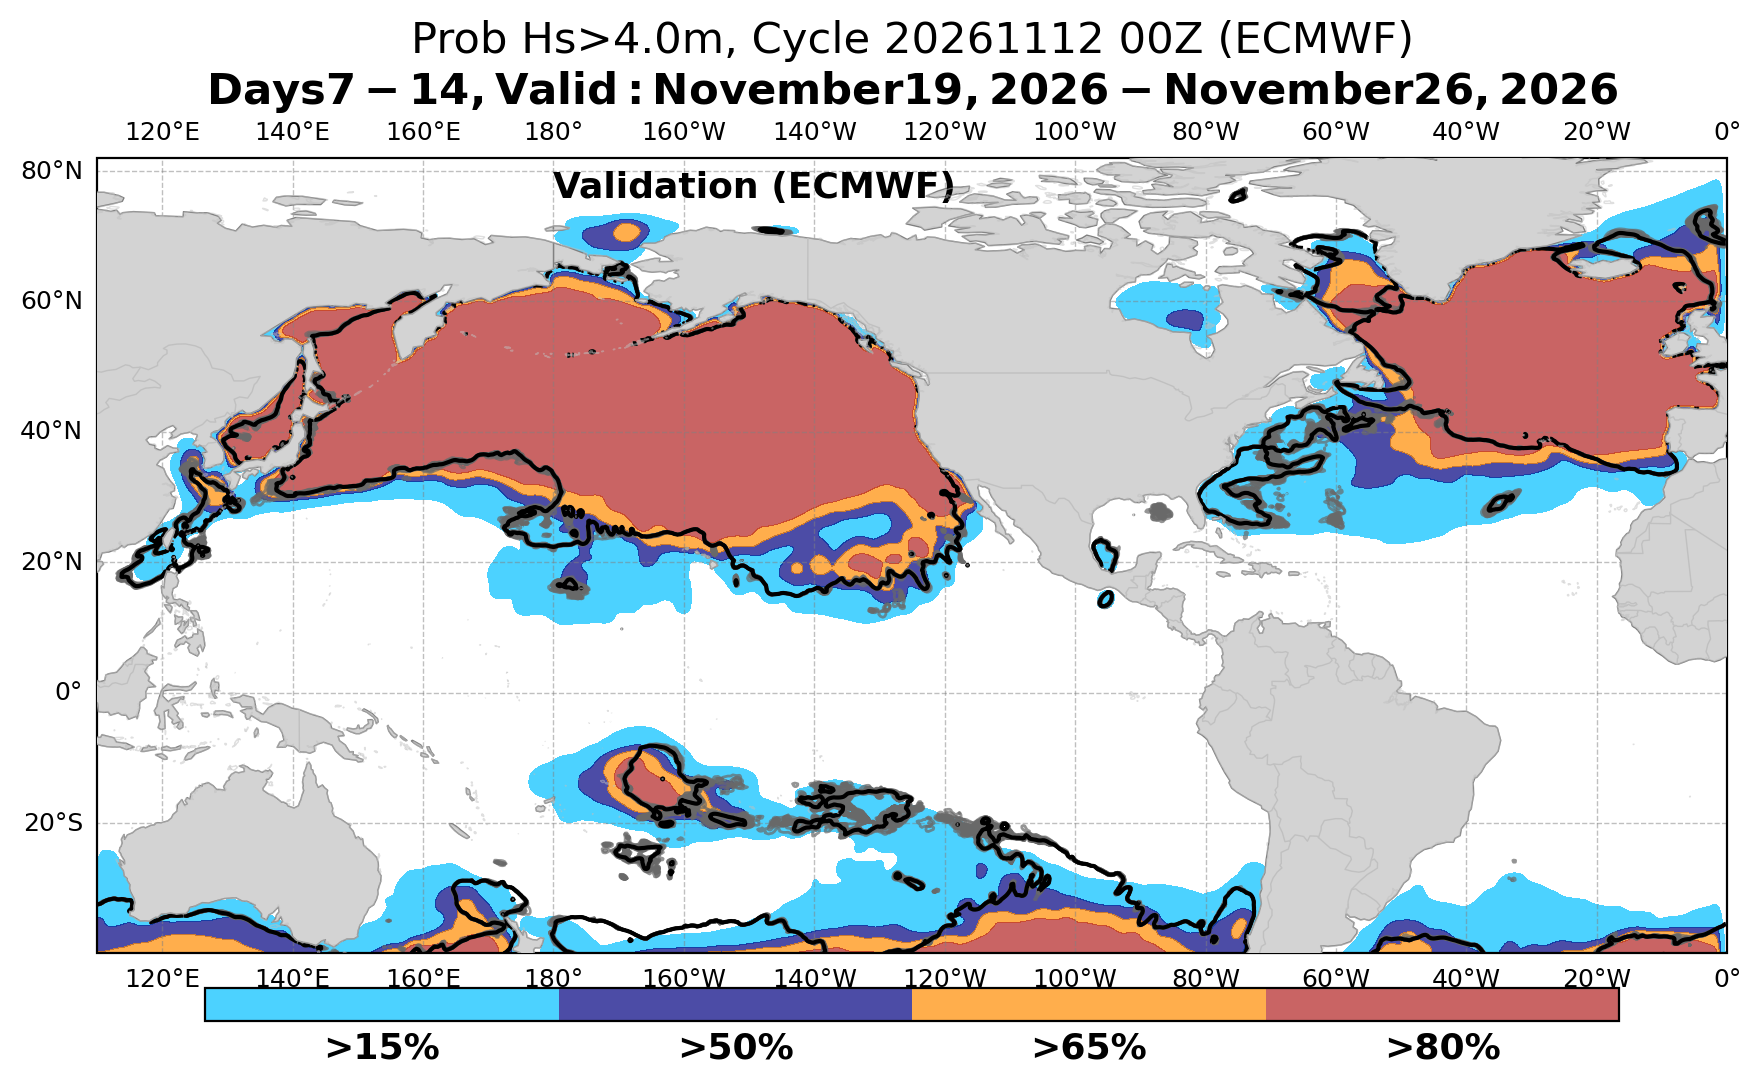 Prob Hs>4.0m, Cycle 20261112 00Z (ECMWF)
Days7 − 14, Valid : November19, 2026 − November26, 2026
120°E 140°E 160°E 180° 160°W 140°W 120°W 100°W 80°W 60°W 40°W 20°W 0°
Validation (ECMWF)
80°N
60°N
40°N
20°N
0°
20°S
120°E 140°E 160°E 180° 160°W 140°W 120°W 100°W 80°W 60°W 40°W 20°W 0°
>15% >50% >65% >80%